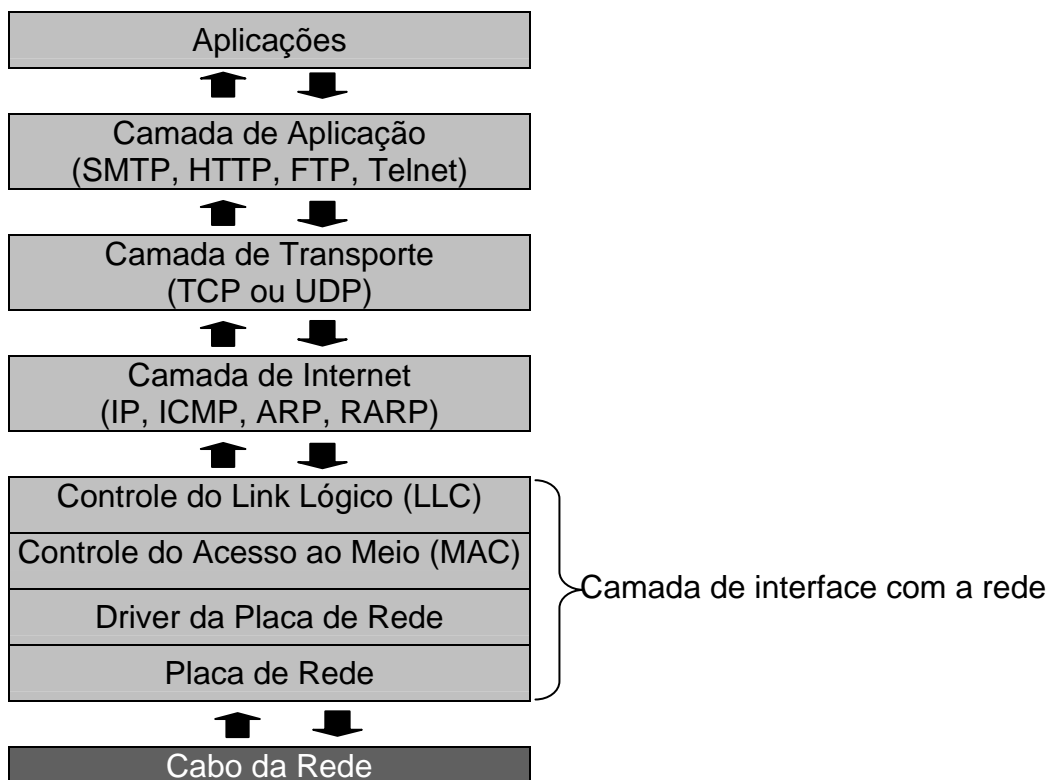 Aplicações
Camada de Aplicação
(SMTP, HTTP, FTP, Telnet)
Camada de Transporte
(TCP ou UDP)
Camada de Internet
(IP, ICMP, ARP, RARP)
Controle do Link Lógico (LLC)
Controle do Acesso ao Meio (MAC)
Driver da Placa de Rede
Placa de Rede
Camada de interface com a rede
Cabo da Rede